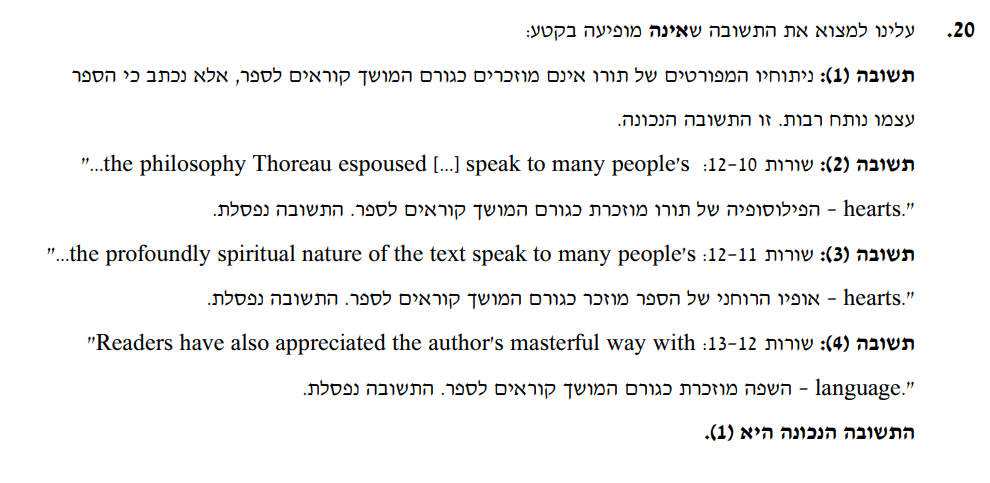 20. עלינו למצוא את התשובה שאינה מופיעה בקטע:
תשובה (1): ניתוחיו המפורטים של תורו אינם מוזכרים כגורם המושך קוראים לספר, אלא נכתב כי הספר
עצמו נותח רבות. זו התשובה הנכונה.
תשובה (2): שורות 12-10: "...the philosophy Thoreau espoused [...] speak to many people's
hearts." – הפילוסופיה של תורו מוזכרת כגורם המושך קוראים לספר. התשובה נפסלת.
תשובה (3): שורות 12-11: "...the profoundly spiritual nature of the text speak to many people's
hearts." – אופיו הרוחני של הספר מוזכר כגורם המושך קוראים לספר. התשובה נפסלת.
תשובה (4): שורות 13-12: "Readers have also appreciated the author's masterful way with
language." – השפה מוזכרת כגורם המושך קוראים לספר. התשובה נפסלת.
התשובה הנכונה היא (1).